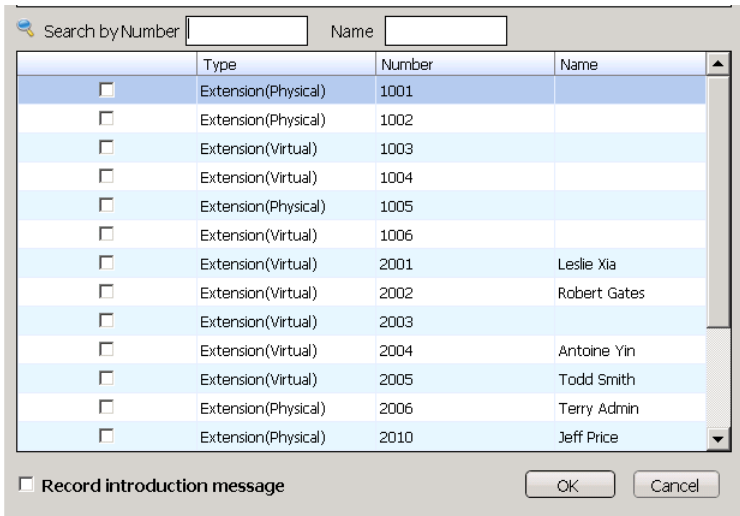 Search by Number Name
Type Number Name
Extension(Physical) 1001
Extension(Physical) 1002
Extension(Virtual) 1003
Extension(Virtual) 1004
Extension(Physical) 1005
Extension(Virtual) 1006
Extension(Virtual) 2001 Leslie Xia
Extension(Virtual) 2002 Robert Gates
Extension(Virtual) 2003
Extension(Virtual) 2004 Antoine Yin
Extension(Virtual) 2005 Todd Smith
Extension(Physical) 2006 Terry Admin
Extension(Physical) 2010 Jeff Price
Record introduction message OK Cancel